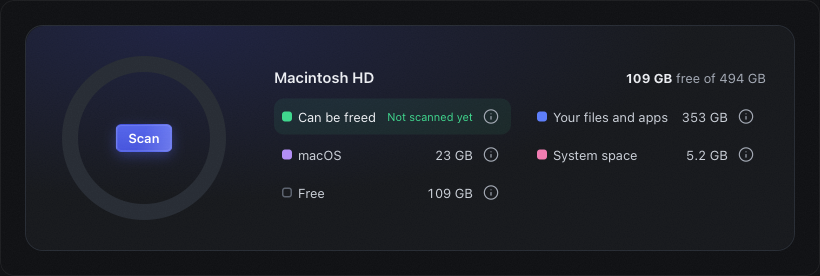 Macintosh HD
109 GB free of 494 GB
Scan
Can be freed Not scanned yet
Your files and apps 353 GB
macOS 23 GB
System space 5.2 GB
Free 109 GB